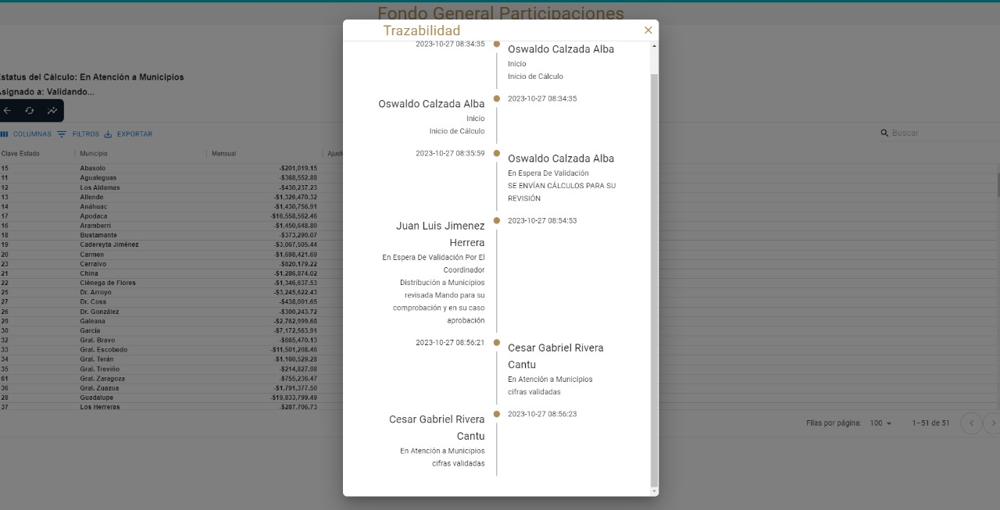 Fondo General Participaciones
Trazabilidad
2023-10-27 08:34:35
Oswaldo Calzada Alba
Inicio
Inicio de Cálculo
2023-10-27 08:34:35
Oswaldo Calzada Alba
Inicio
Inicio de Cálculo
2023-10-27 08:35:59
Oswaldo Calzada Alba
En Espera De Validación
SE ENVÍAN CÁLCULOS PARA SU
REVISIÓN
2023-10-27 08:54:53
Juan Luis Jimenez
Herrera
En Espera De Validación Por El
Coordinador
Distribución a Municipios
revisada Mando para su
comprobación y en su caso
aprobación
2023-10-27 08:56:21
Cesar Gabriel Rivera
Cantu
En Atención a Municipios
cifras validadas
2023-10-27 08:56:23
Cesar Gabriel Rivera
Cantu
En Atención a Municipios
cifras validadas
Estatus del Cálculo: En Atención a Municipios
Asignado a: Validando...
COLUMNAS FILTROS EXPORTAR
Buscar
Clave Estado Municipio Mensual Ajust
15 Abasolo -$201,019.15
11 Agualeguas -$368,552.88
12 Los Aldamas -$430,237.23
13 Allende -$1,326,470.32
14 Anáhuac -$1,430,756.91
17 Apodaca -$16,558,562.46
16 Aramberri -$1,450,648.80
18 Bustamante -$373,290.07
19 Cadereyta Jiménez -$3,067,505.44
20 Carmen -$1,698,421.69
23 Cerralvo -$820,179.22
21 China -$1,286,874.02
22 Ciénega de Flores -$1,346,637.53
25 Dr. Arroyo -$3,245,622.43
27 Dr. Coss -$438,001.65
26 Dr. González -$300,243.72
29 Galeana -$2,762,999.68
30 García -$7,172,563.91
32 Gral. Bravo -$665,470.13
33 Gral. Escobedo -$11,501,208.46
34 Gral. Terán -$1,160,529.28
35 Gral. Treviño -$214,827.98
61 Gral. Zaragoza -$755,236.47
36 Gral. Zuazua -$1,791,377.50
28 Guadalupe -$19,833,799.49
37 Los Herreras -$287,706.73
Filas por página: 100 1–51 de 51